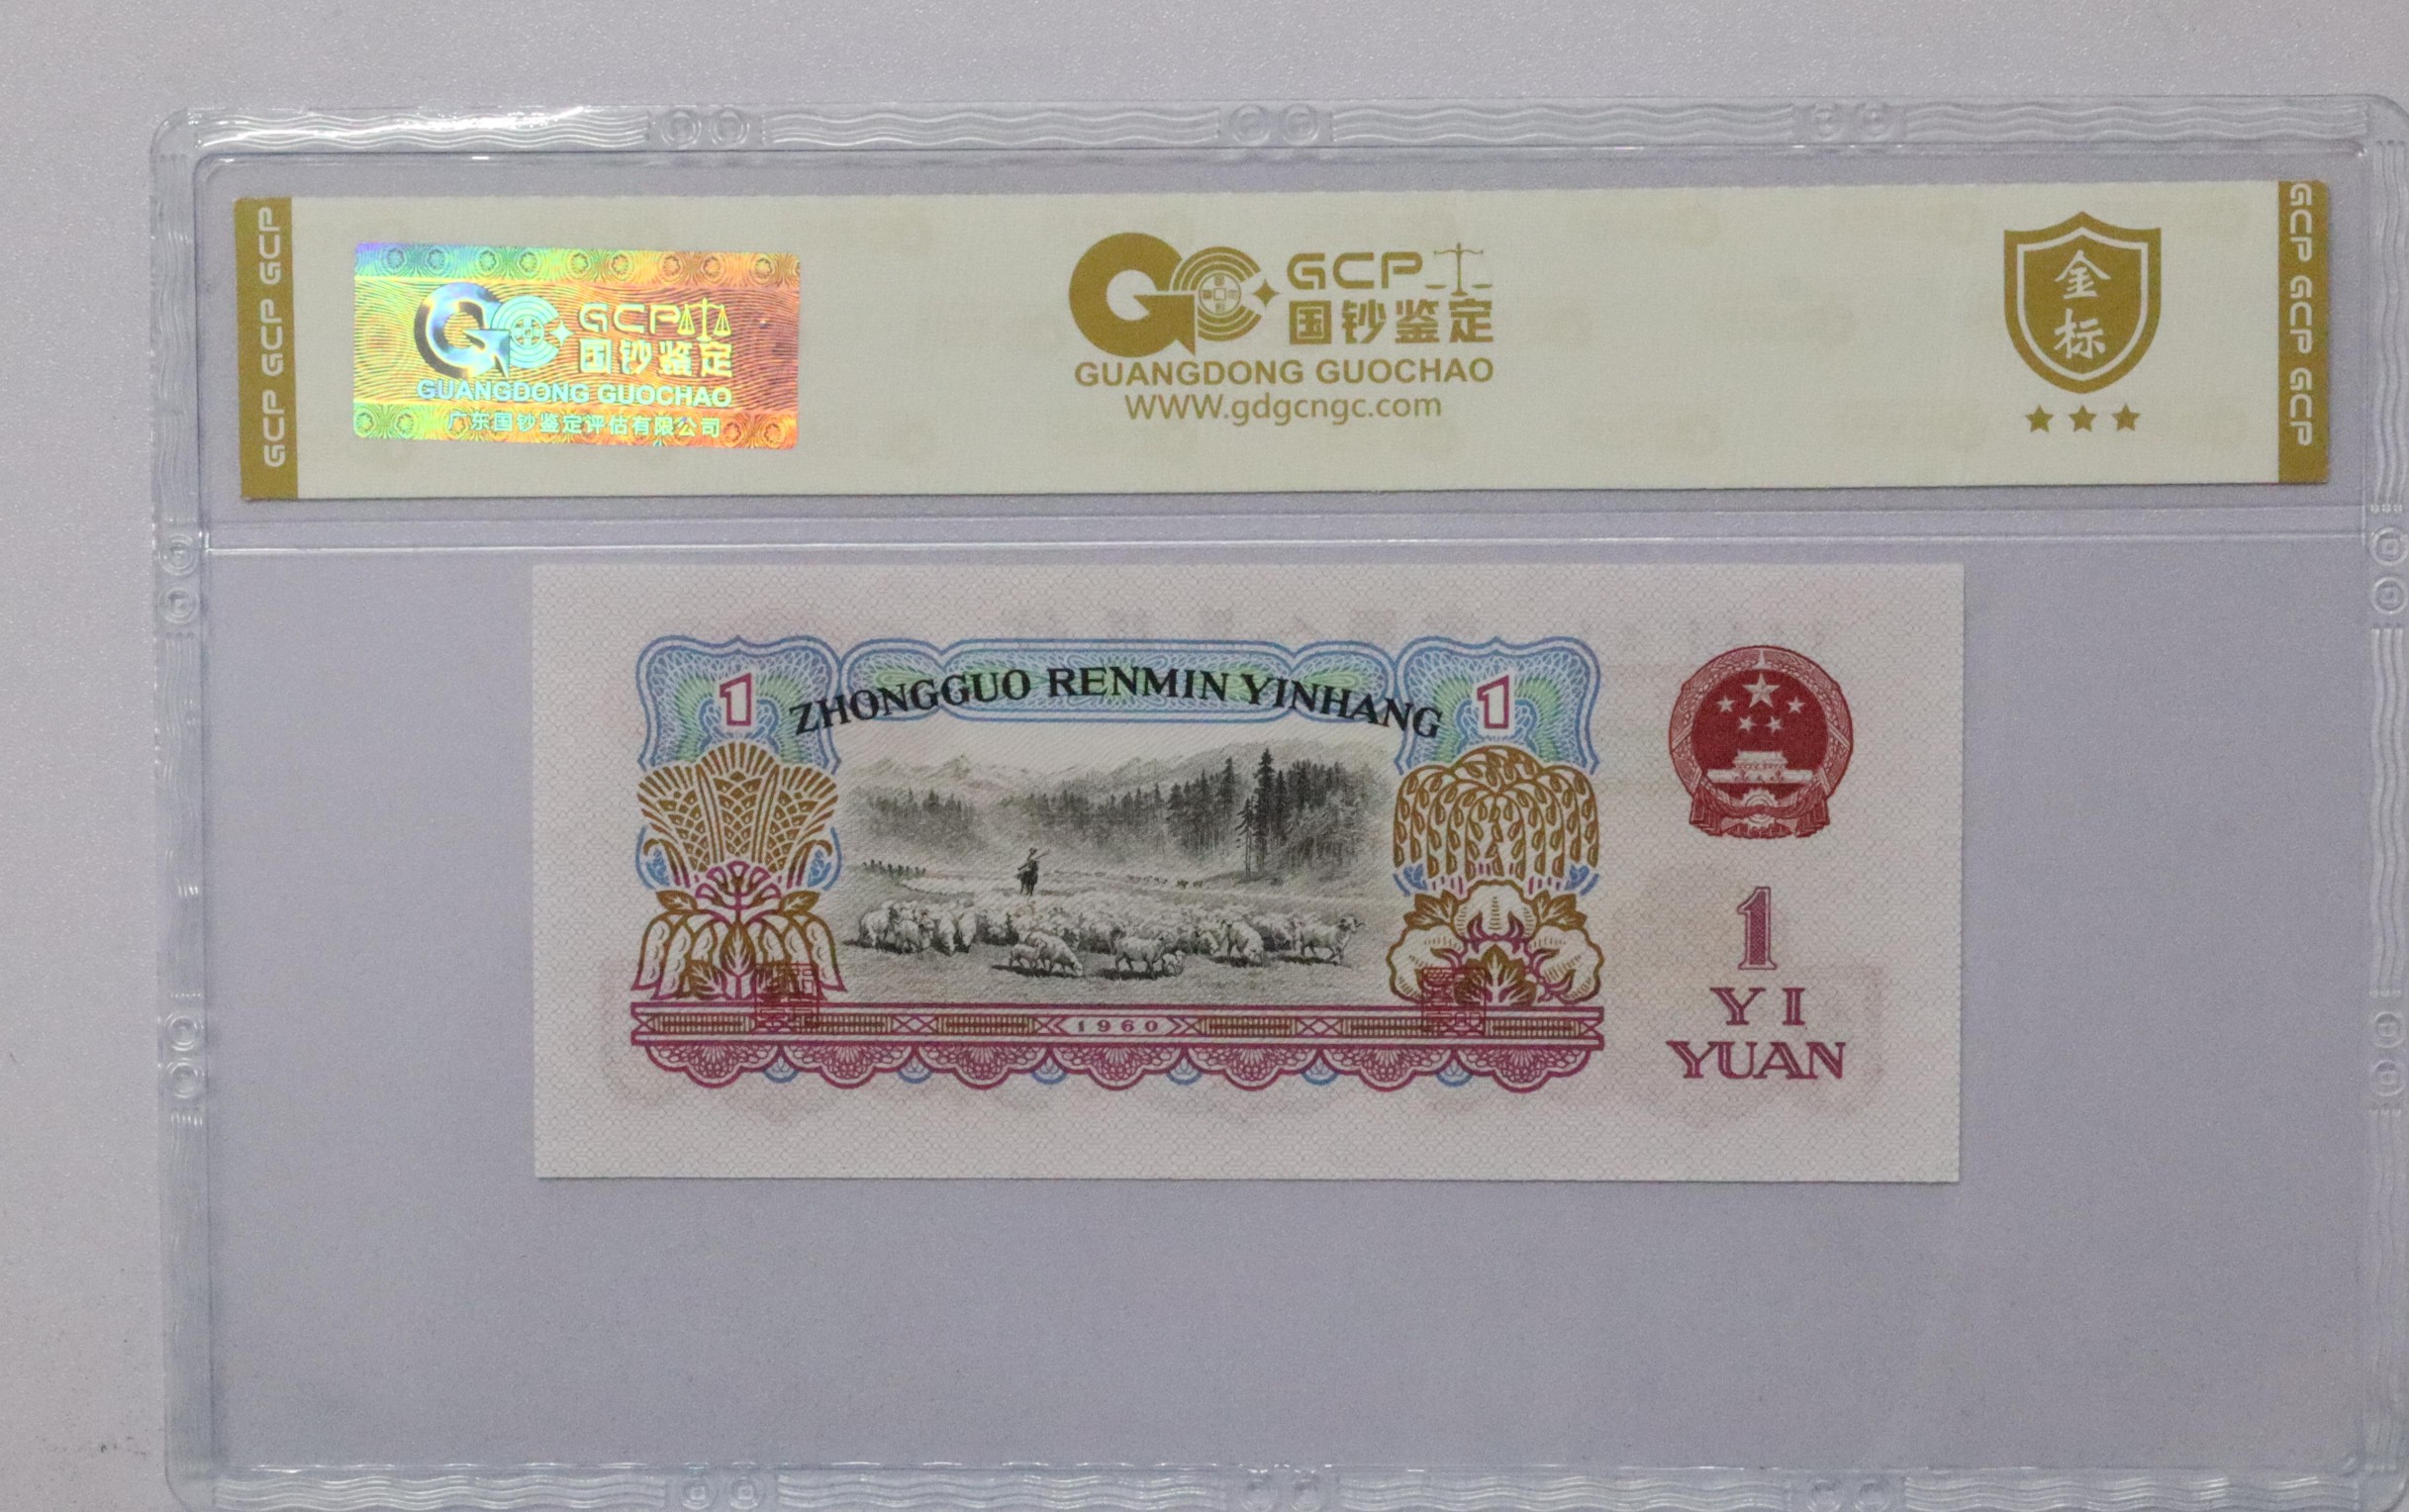 GCP GCP GCP
GCP
国钞鉴定
GUANGDONG GUOCHAO
广东国钞鉴定评估有限公司
GCP
国钞鉴定
GUANGDONG GUOCHAO
WWW.gdgcngc.com
金
标
GCP GCP GCP
1 ZHONGGUO RENMIN YINHANG 1
1960
1
YI
YUAN